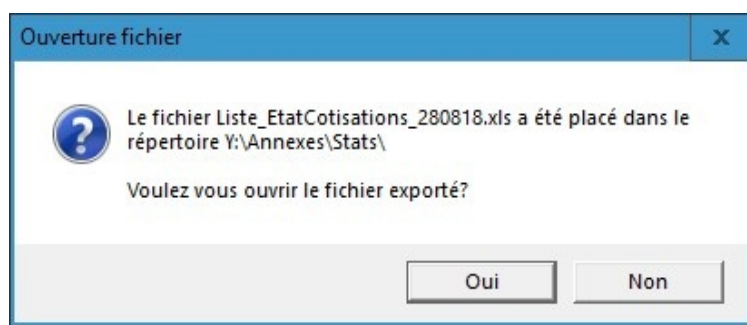 Ouverture fichier
x
?
Le fichier Liste_EtatCotisations_280818.xls a été placé dans le
répertoire Y:\Annexes\Stats\
Voulez vous ouvrir le fichier exporté?
Oui
Non